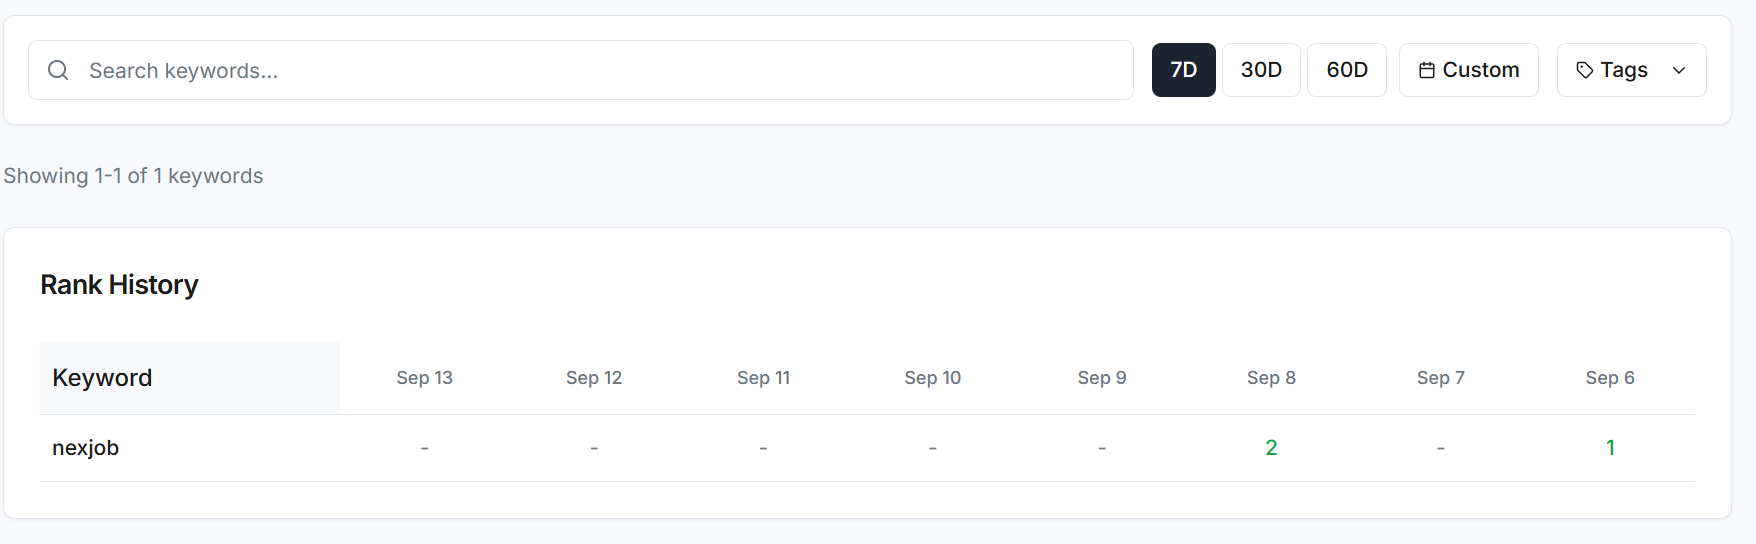 Search keywords...
7D
30D
60D
Custom
Tags
Showing 1-1 of 1 keywords
Rank History
Keyword Sep 13 Sep 12 Sep 11 Sep 10 Sep 9 Sep 8 Sep 7 Sep 6
nexjob - - - - - 2 - 1